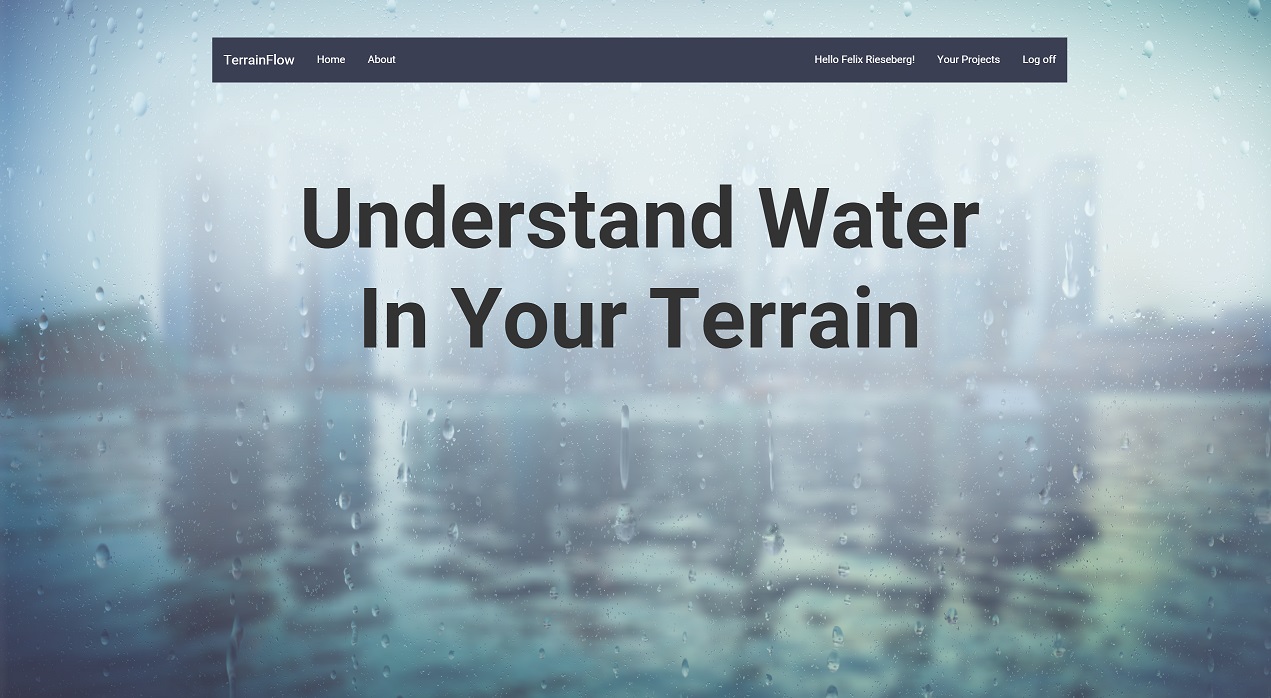 TerrainFlow Home About Hello Felix Rieseberg! Your Projects Log off
Understand Water
In Your Terrain